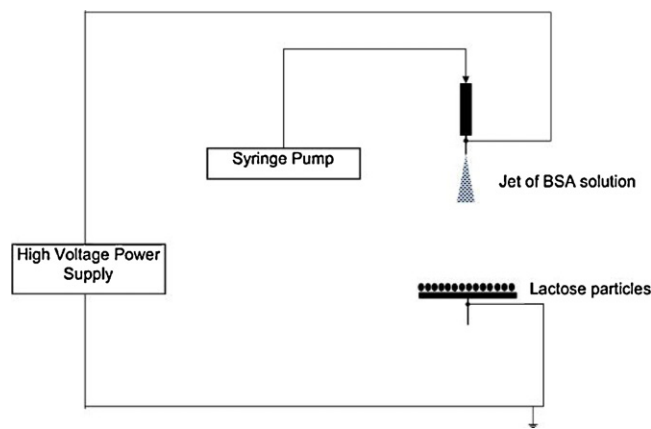 Syringe Pump
Jet of BSA solution
High Voltage Power
Supply
Lactose particles